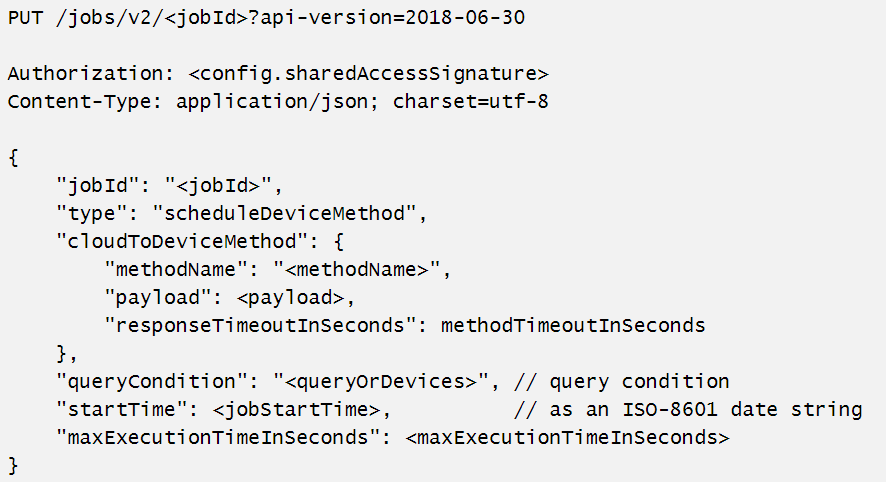 PUT /jobs/v2/<jobId>?api-version=2018-06-30

Authorization: <config.sharedAccessSignature>
Content-Type: application/json; charset=utf-8

{
    "jobId": "<jobId>",
    "type": "scheduleDeviceMethod",
    "cloudToDeviceMethod": {
        "methodName": "<methodName>",
        "payload": <payload>,
        "responseTimeoutInSeconds": methodTimeoutInSeconds
    },
    "queryCondition": "<queryOrDevices>", // query condition
    "startTime": <jobStartTime>,          // as an ISO-8601 date string
    "maxExecutionTimeInSeconds": <maxExecutionTimeInSeconds>
}